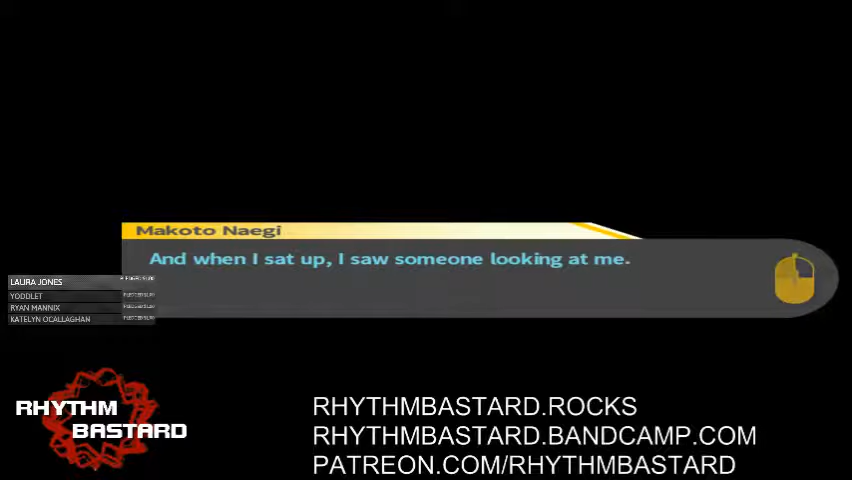 Makoto Naegi
And when I sat up, I saw someone looking at me.
LAURA JONES
YODDLET
RYAN MANNIX
KATELYN OCALLAGHAN
RHYTHM
BASTARD
RHYTHMBASTARD.ROCKS
RHYTHMBASTARD.BANDCAMP.COM
PATREON.COM/RHYTHMBASTARD